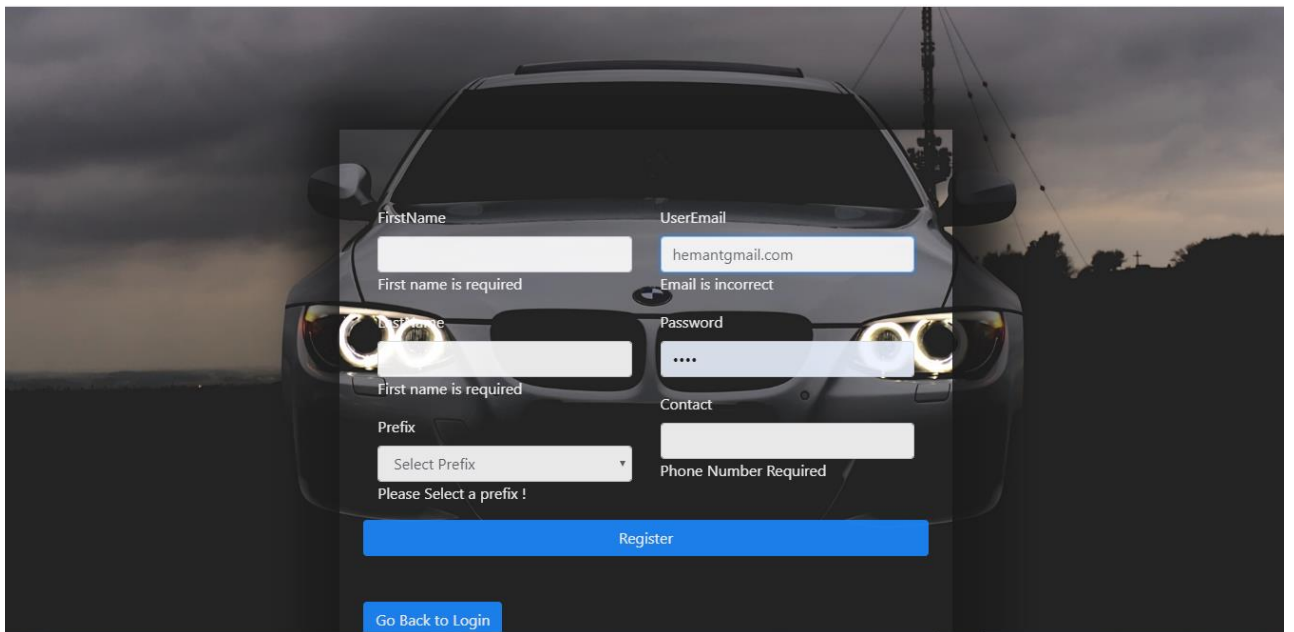 FirstName
hemantgmail.com
First name is required
UserEmail
Email is incorrect
LastName
First name is required
Password
••••
Prefix
Select Prefix
Please Select a prefix !
Contact
Phone Number Required
Register
Go Back to Login